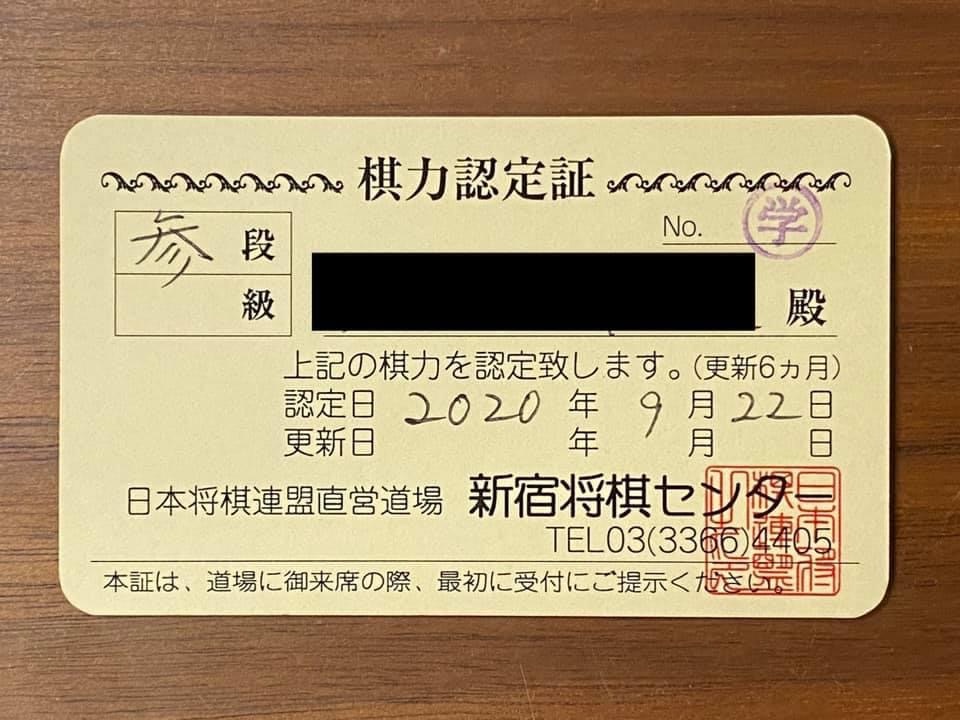 棋力認定証
参 段
級
No.
学
殿
上記の棋力を認定致します。(更新6ヵ月)
認定日 2020 年 9 月 22 日
更新日 年 月 日
日本将棋連盟直営道場 新宿将棋センター
TEL03(3366)4405
本証は、道場に御来席の際、最初に受付にご提示ください。